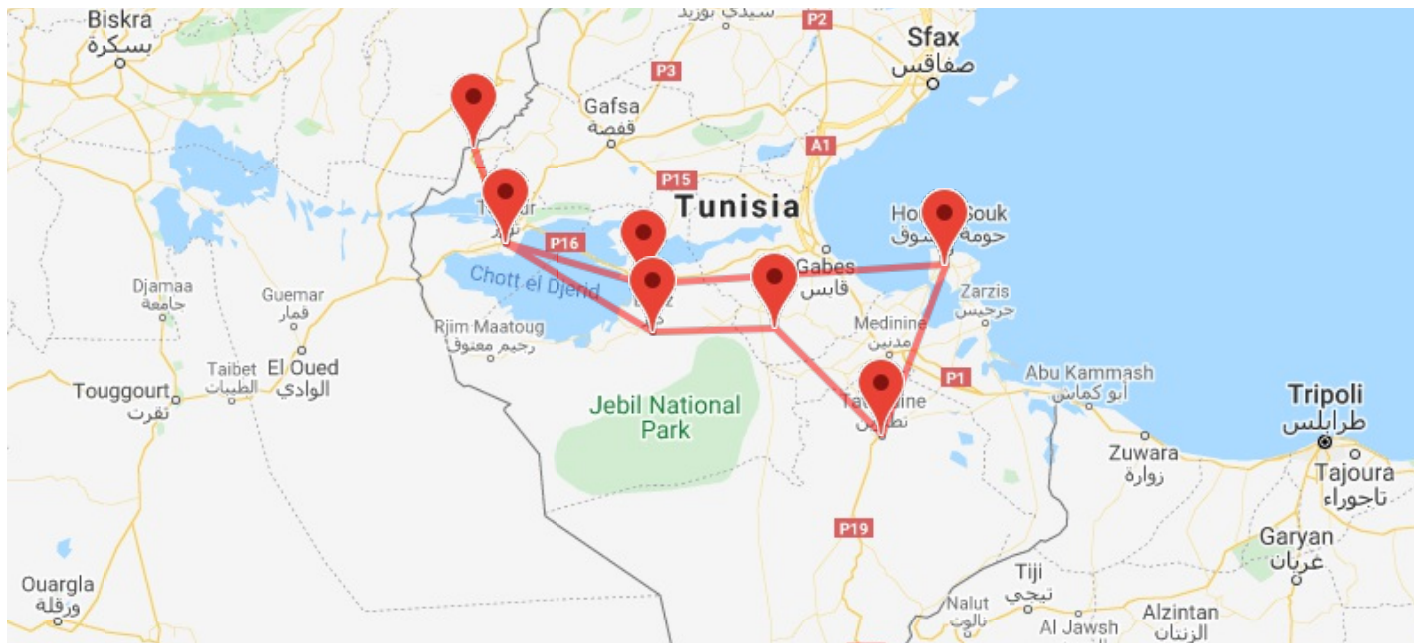 Biskra
بسكرة
سيدي بوزيد
P2
Sfax
صفاقس
P3
Gafsa
قفصة
A1
P15
Tunisia
P16
حومة
Gabes
قابس
Chott el Djerid
Djamaa
جامعة
Guemar
قمار
Rjim Maatoug
رجيم معتوق
Zarzis
جرجيس
Medinine
مدنين
El Oued
الوادي
Taibet
الطيبات
Touggourt
تقرت
P1
Abu Kammash
أبو كماش
Jebil National
Park
Tripoli
طرابلس
Zuwara
زوارة
Tajoura
تاجوراء
P19
Garyan
غريان
Ouargla
ورقلة
Tiji
تيجي
Nalut
نالوت
Al Jawsh
Alzintan
الزنتان